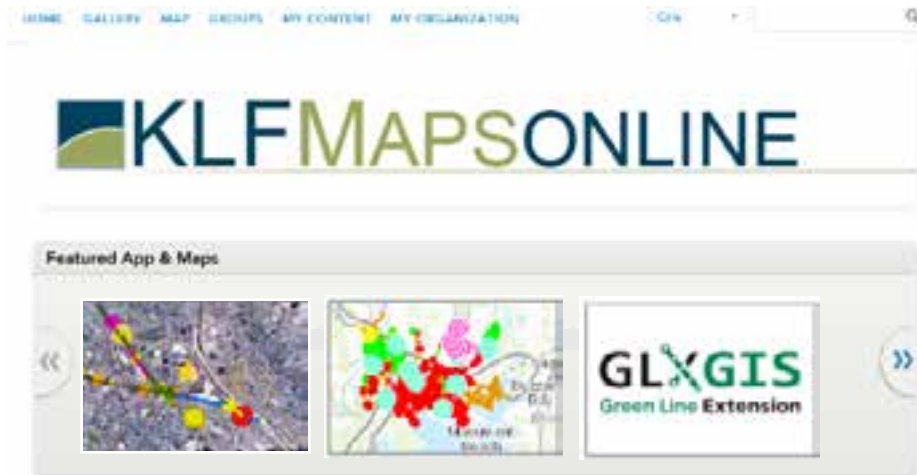 HOME GALLERY MAP GROUPS MY CONTENT MY ORGANIZATION
KLFMAPSONLINE
Featured App & Maps
GLXGIS
Green Line Extension